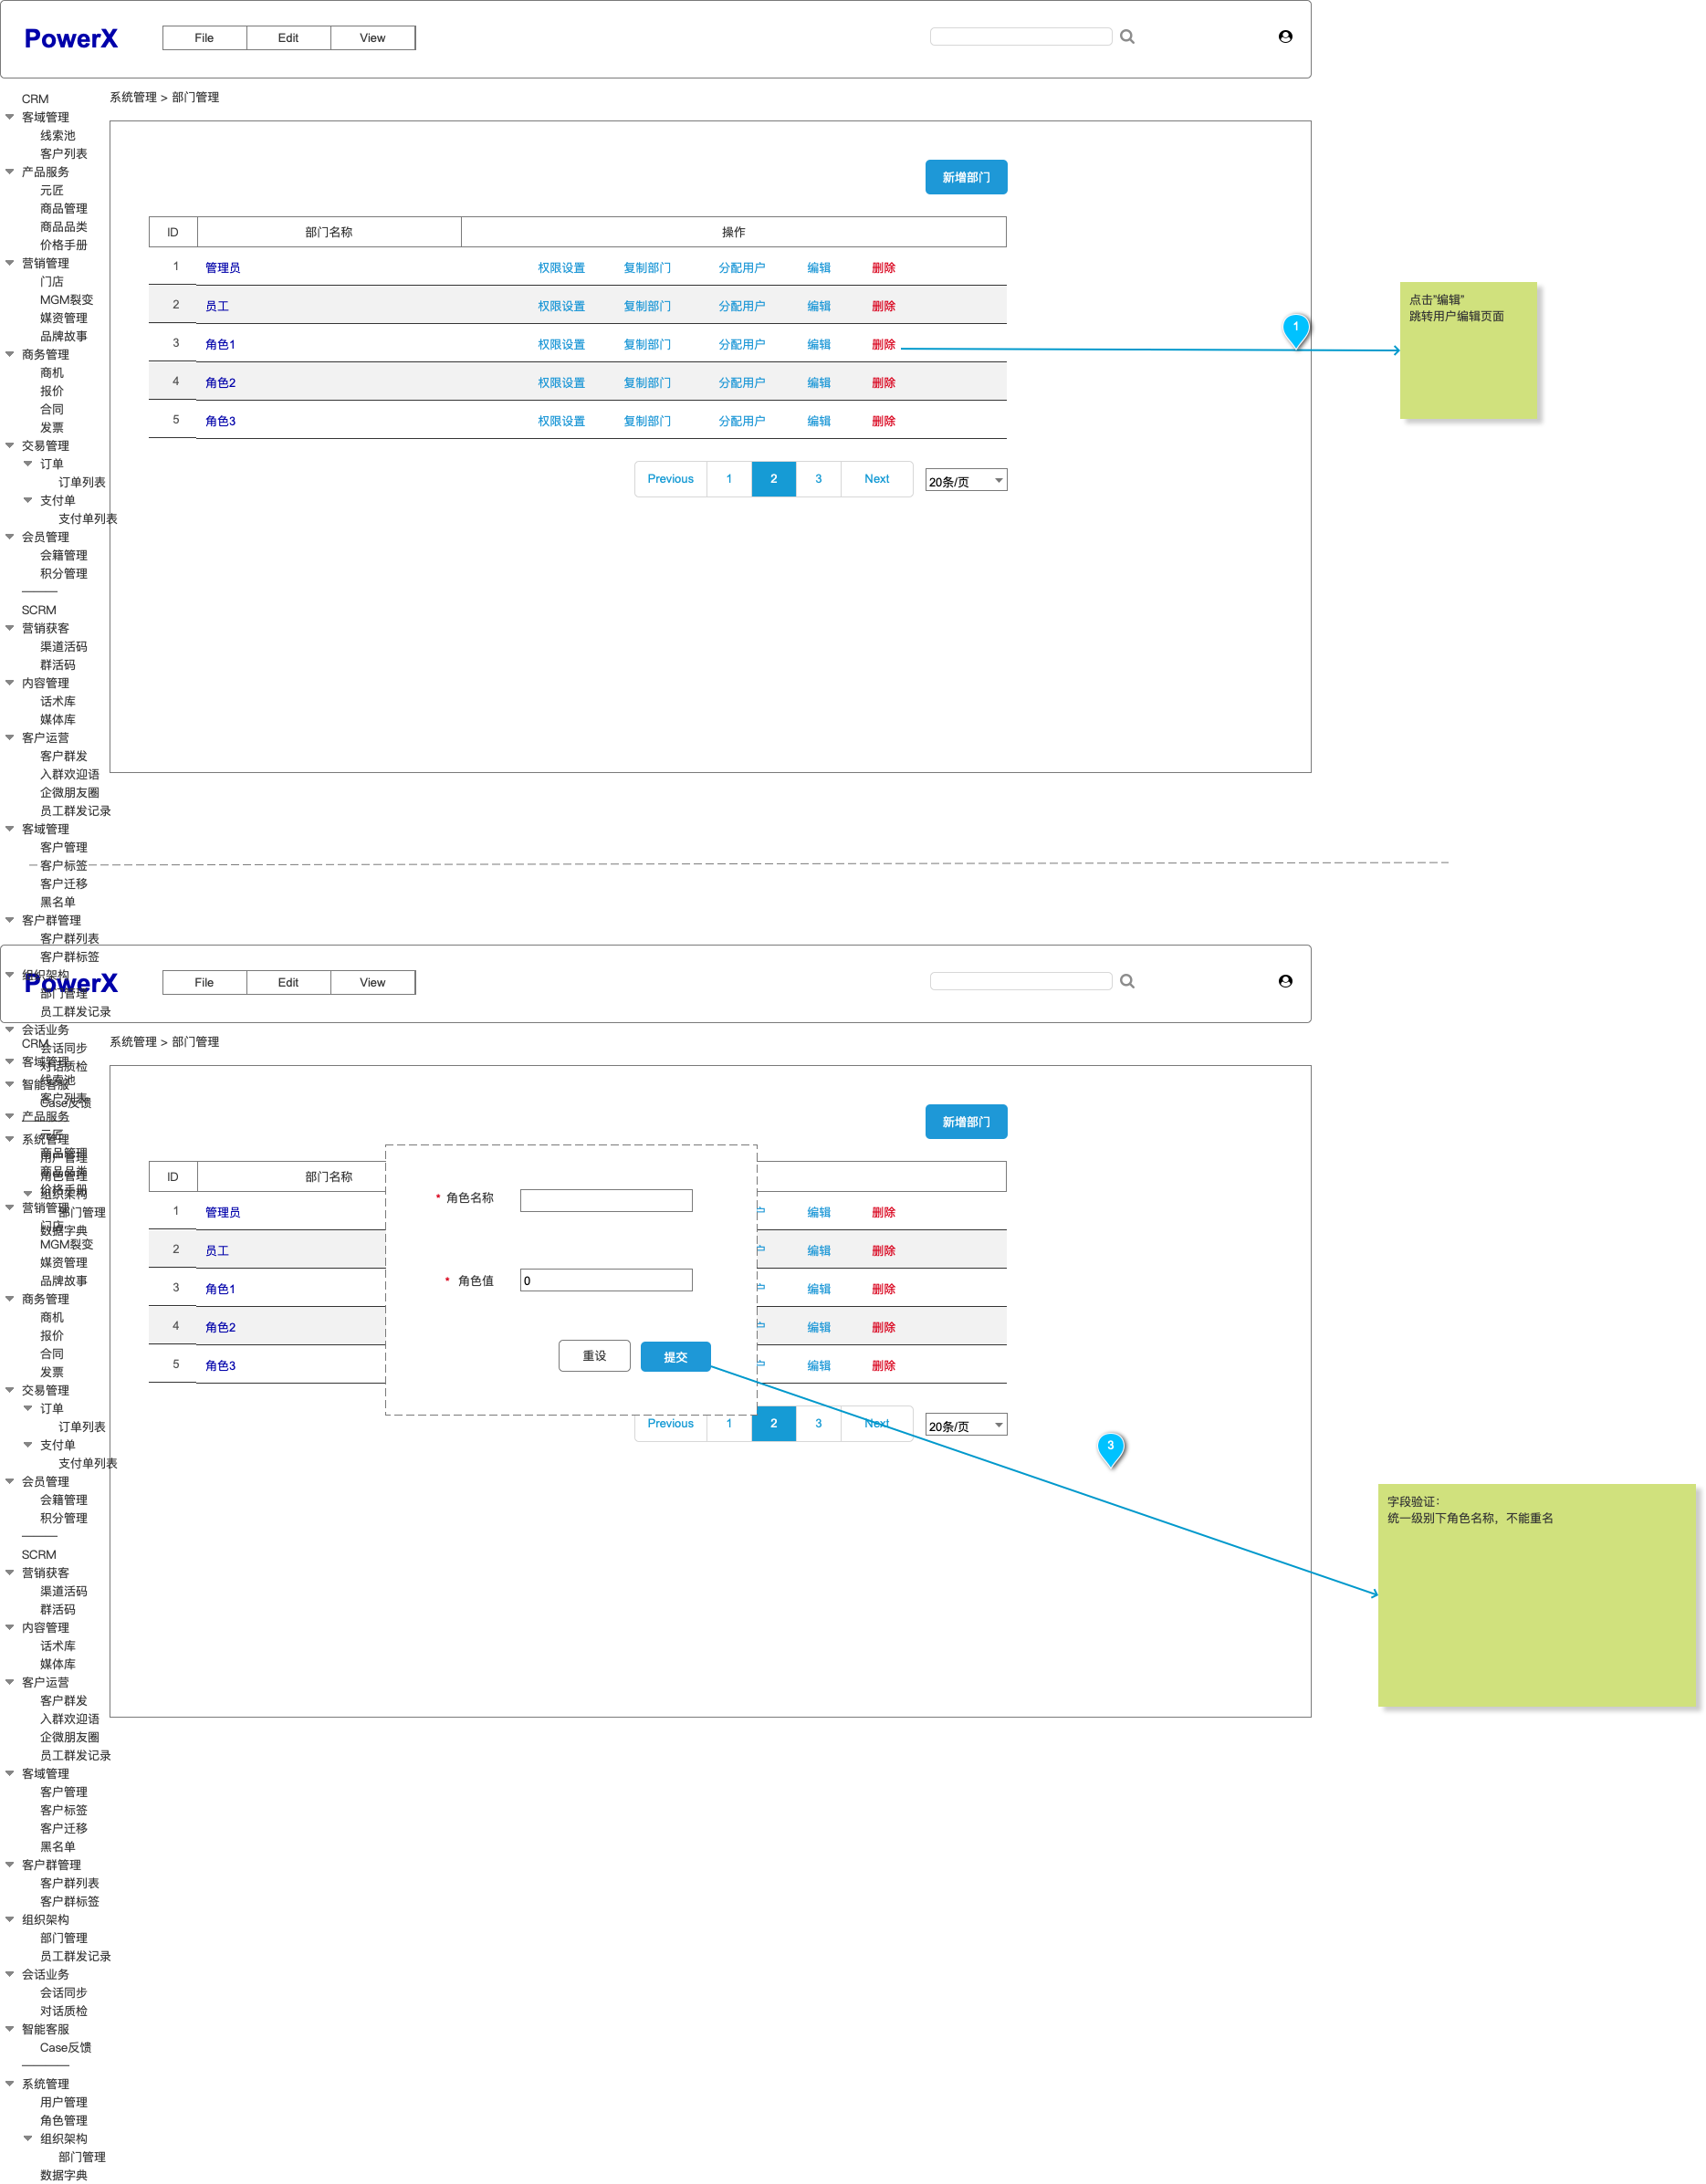 PowerX
File
Edit
View
系统管理 > 部门管理
CRM
客域管理
线索池
客户列表
产品服务
元匠
商品管理
商品品类
价格手册
营销管理
门店
MGM裂变
媒资管理
品牌故事
商务管理
商机
报价
合同
发票
交易管理
订单
订单列表
支付单
支付单列表
会员管理
会籍管理
积分管理
SCRM
营销获客
渠道活码
群活码
内容管理
话术库
媒体库
客户运营
客户群发
入群欢迎语
企微朋友圈
员工群发记录
客域管理
客户管理
客户标签
客户迁移
黑名单
客户群管理
客户群列表
客户群标签
组织架构
部门管理
员工群发记录
会话业务
会话同步
对话质检
智能客服
Case反馈
系统管理
用户管理
角色管理
组织架构
部门管理
数据字典
新增部门
ID 部门名称 操作
1 管理员 权限设置 复制部门 分配用户 编辑 删除
2 员工 权限设置 复制部门 分配用户 编辑 删除
3 角色1 权限设置 复制部门 分配用户 编辑 删除
4 角色2 权限设置 复制部门 分配用户 编辑 删除
5 角色3 权限设置 复制部门 分配用户 编辑 删除
Previous 1 2 3 Next 20条/页
1
点击"编辑"
跳转用户编辑页面
PowerX
File
Edit
View
系统管理 > 部门管理
CRM
客域管理
线索池
客户列表
产品服务
元匠
商品管理
商品品类
价格手册
营销管理
门店
MGM裂变
媒资管理
品牌故事
商务管理
商机
报价
合同
发票
交易管理
订单
订单列表
支付单
支付单列表
会员管理
会籍管理
积分管理
SCRM
营销获客
渠道活码
群活码
内容管理
话术库
媒体库
客户运营
客户群发
入群欢迎语
企微朋友圈
员工群发记录
客域管理
客户管理
客户标签
客户迁移
黑名单
客户群管理
客户群列表
客户群标签
组织架构
部门管理
员工群发记录
会话业务
会话同步
对话质检
智能客服
Case反馈
系统管理
用户管理
角色管理
组织架构
部门管理
数据字典
新增部门
ID 部门名称
1 管理员 编辑 删除
2 员工 编辑 删除
3 角色1 编辑 删除
4 角色2 编辑 删除
5 角色3 编辑 删除
* 角色名称
* 角色值 0
重设 提交
Previous 1 2 3 Next 20条/页
3
字段验证：
统一级别下角色名称，不能重名